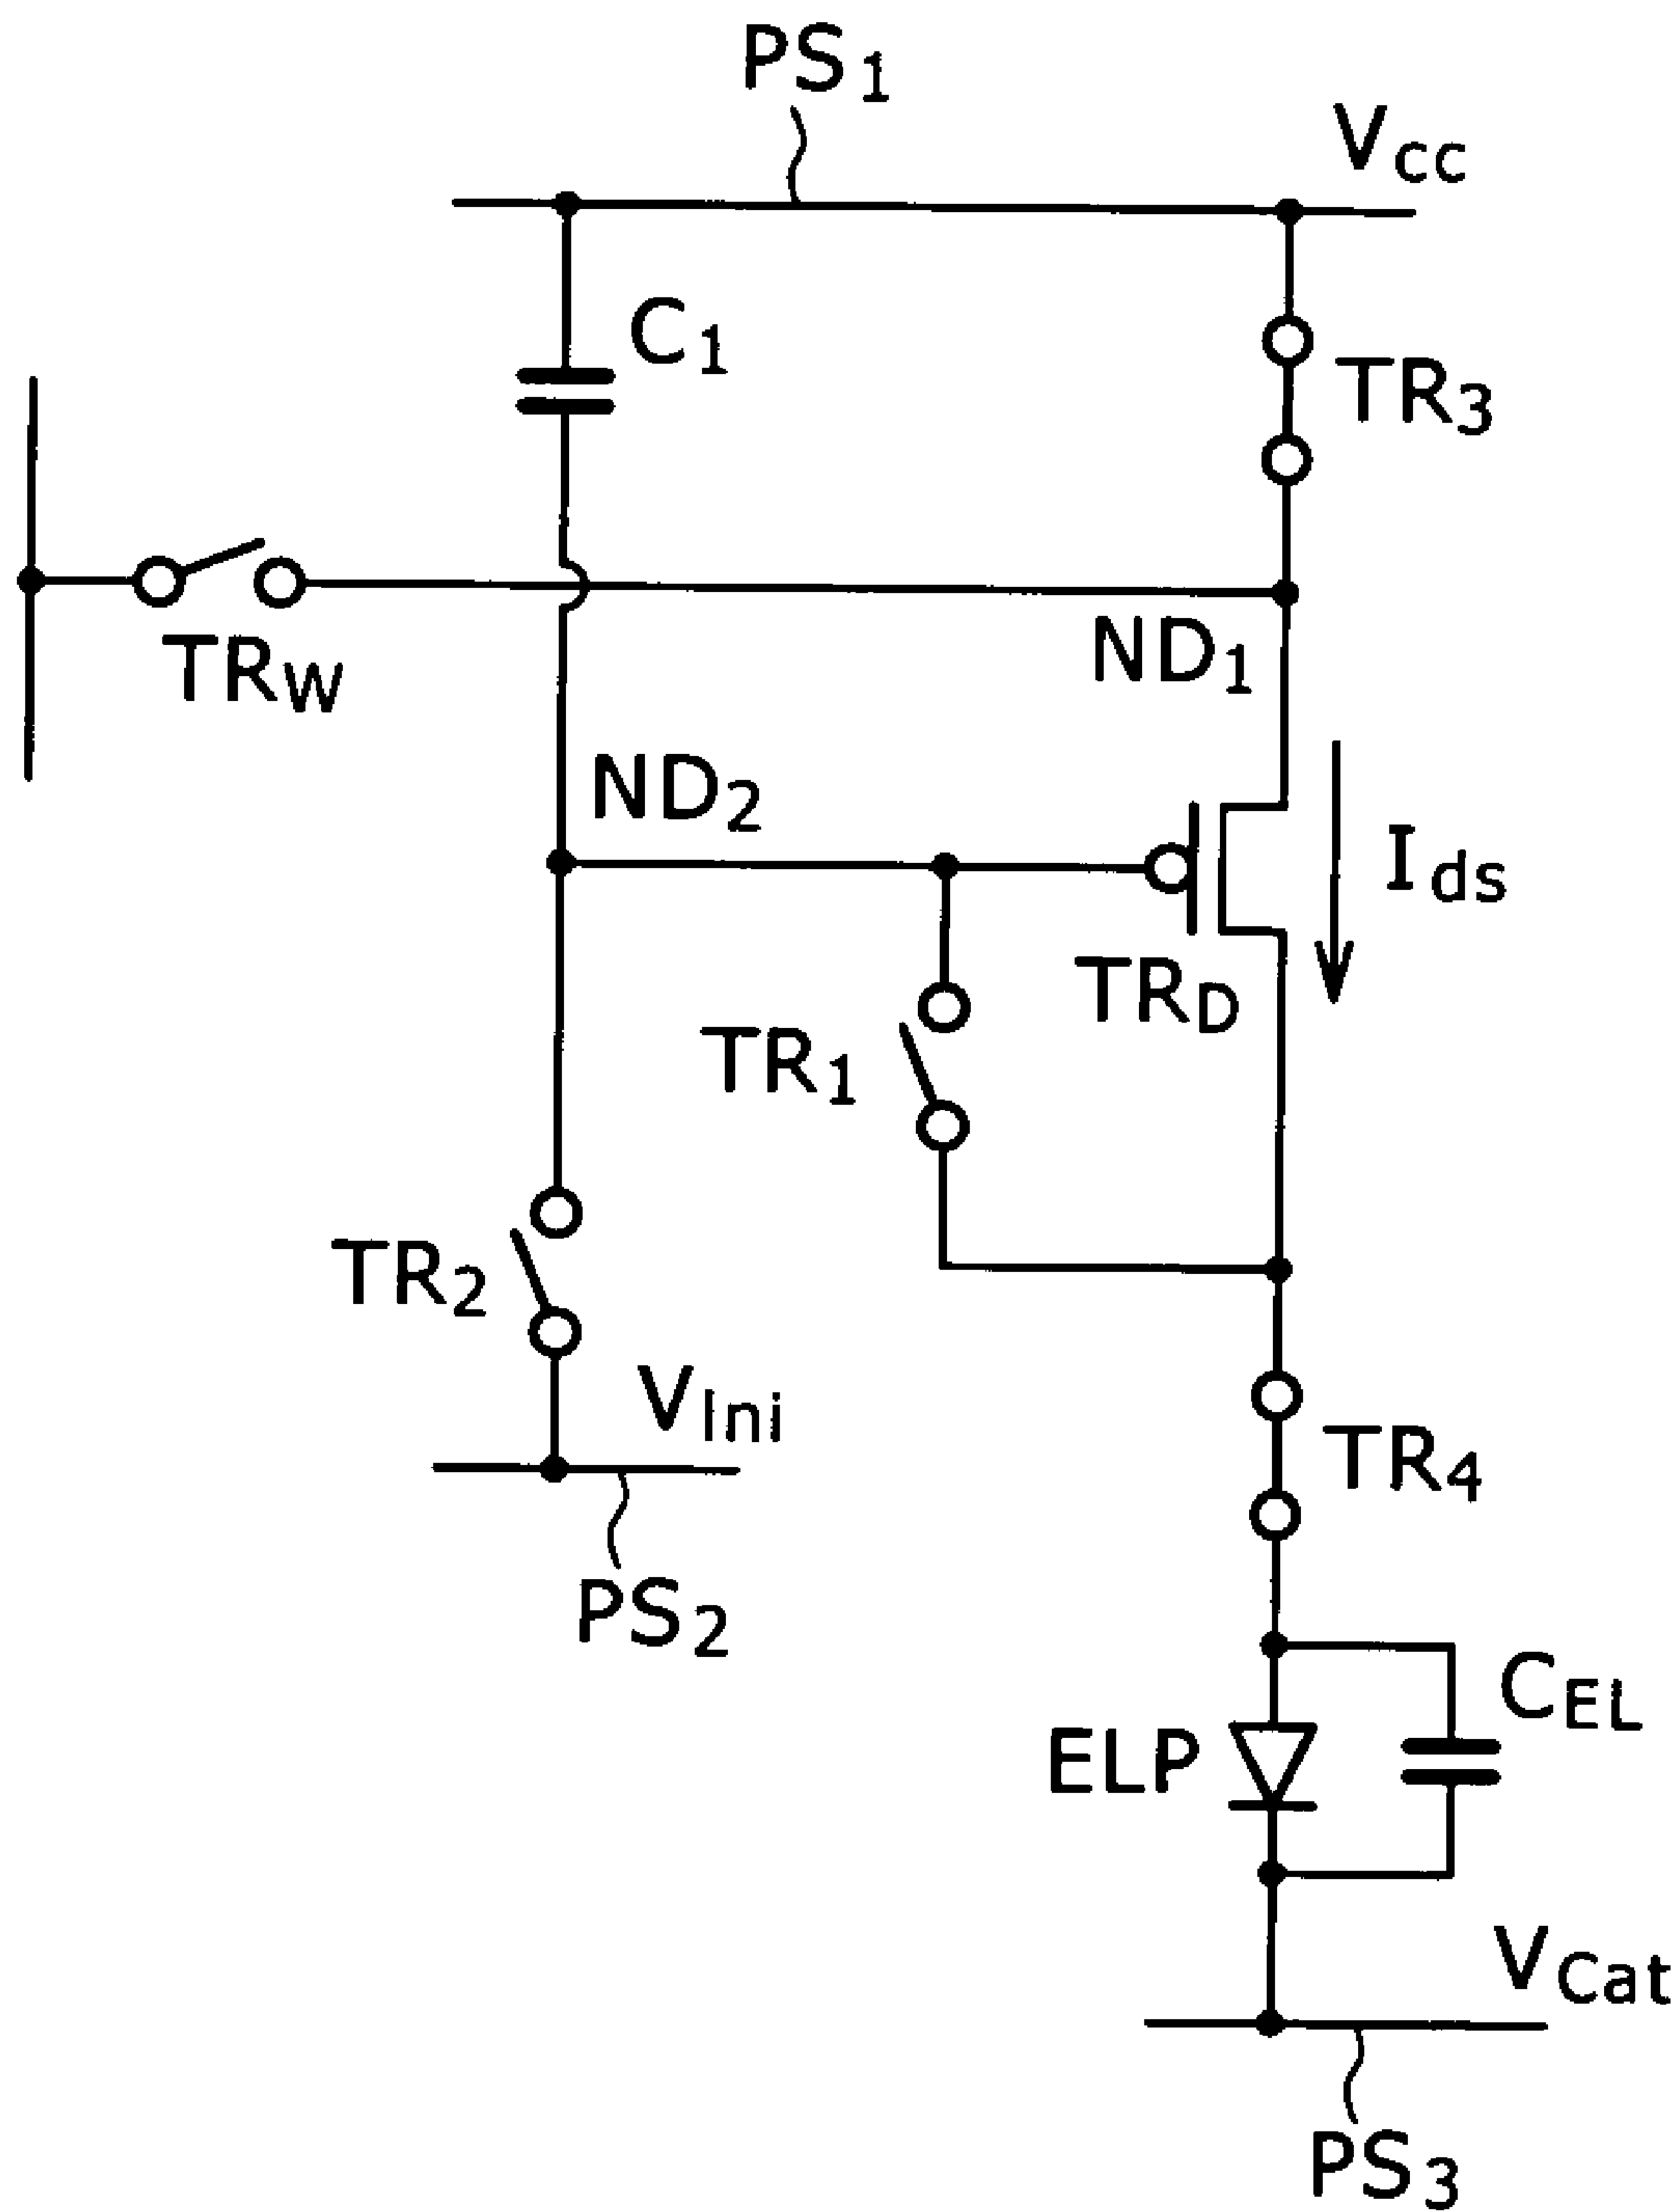 PS1
Vcc
C1
TR3
TRW
ND1
ND2
Ids
TRD
TR1
TR2
VIni
TR4
PS2
CEL
ELP
VCat
PS3